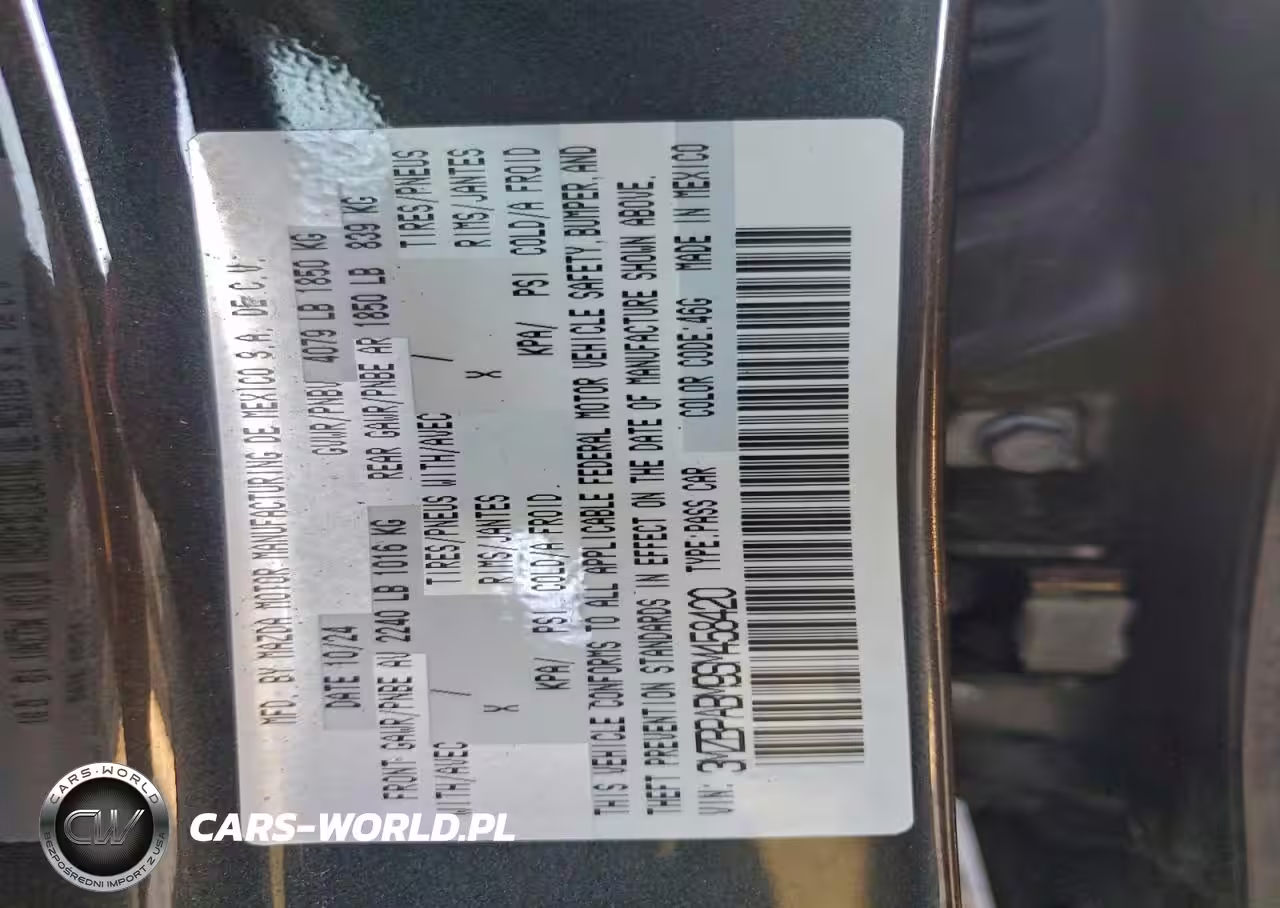 MFD. BY MAZDA MOTOR MANUFACTURING DE MEXICO S.A. DE C.V.
DATE 10/24 GVWR/PNBV 4079 LB 1850 KG
FRONT GAWR/PNBE AV 2240 LB 1016 KG REAR GAWR/PNBE AR 1850 LB 839 KG
WITH/AVEC / TIRES/PNEUS WITH/AVEC / TIRES/PNEUS
X RIMS/JANTES X RIMS/JANTES
KPA/ PSI COLD/A FROID. KPA/ PSI COLD/A FROID
THIS VEHICLE CONFORMS TO ALL APPLICABLE FEDERAL MOTOR VEHICLE SAFETY, BUMPER, AND
THEFT PREVENTION STANDARDS IN EFFECT ON THE DATE OF MANUFACTURE SHOWN ABOVE.
VIN: 3MZBPABM9SM458420 TYPE:PASS CAR COLOR CODE:46G MADE IN MEXICO
CARS-WORLD
CW
BEZPOŚREDNI IMPORT Z USA
CARS-WORLD.PL